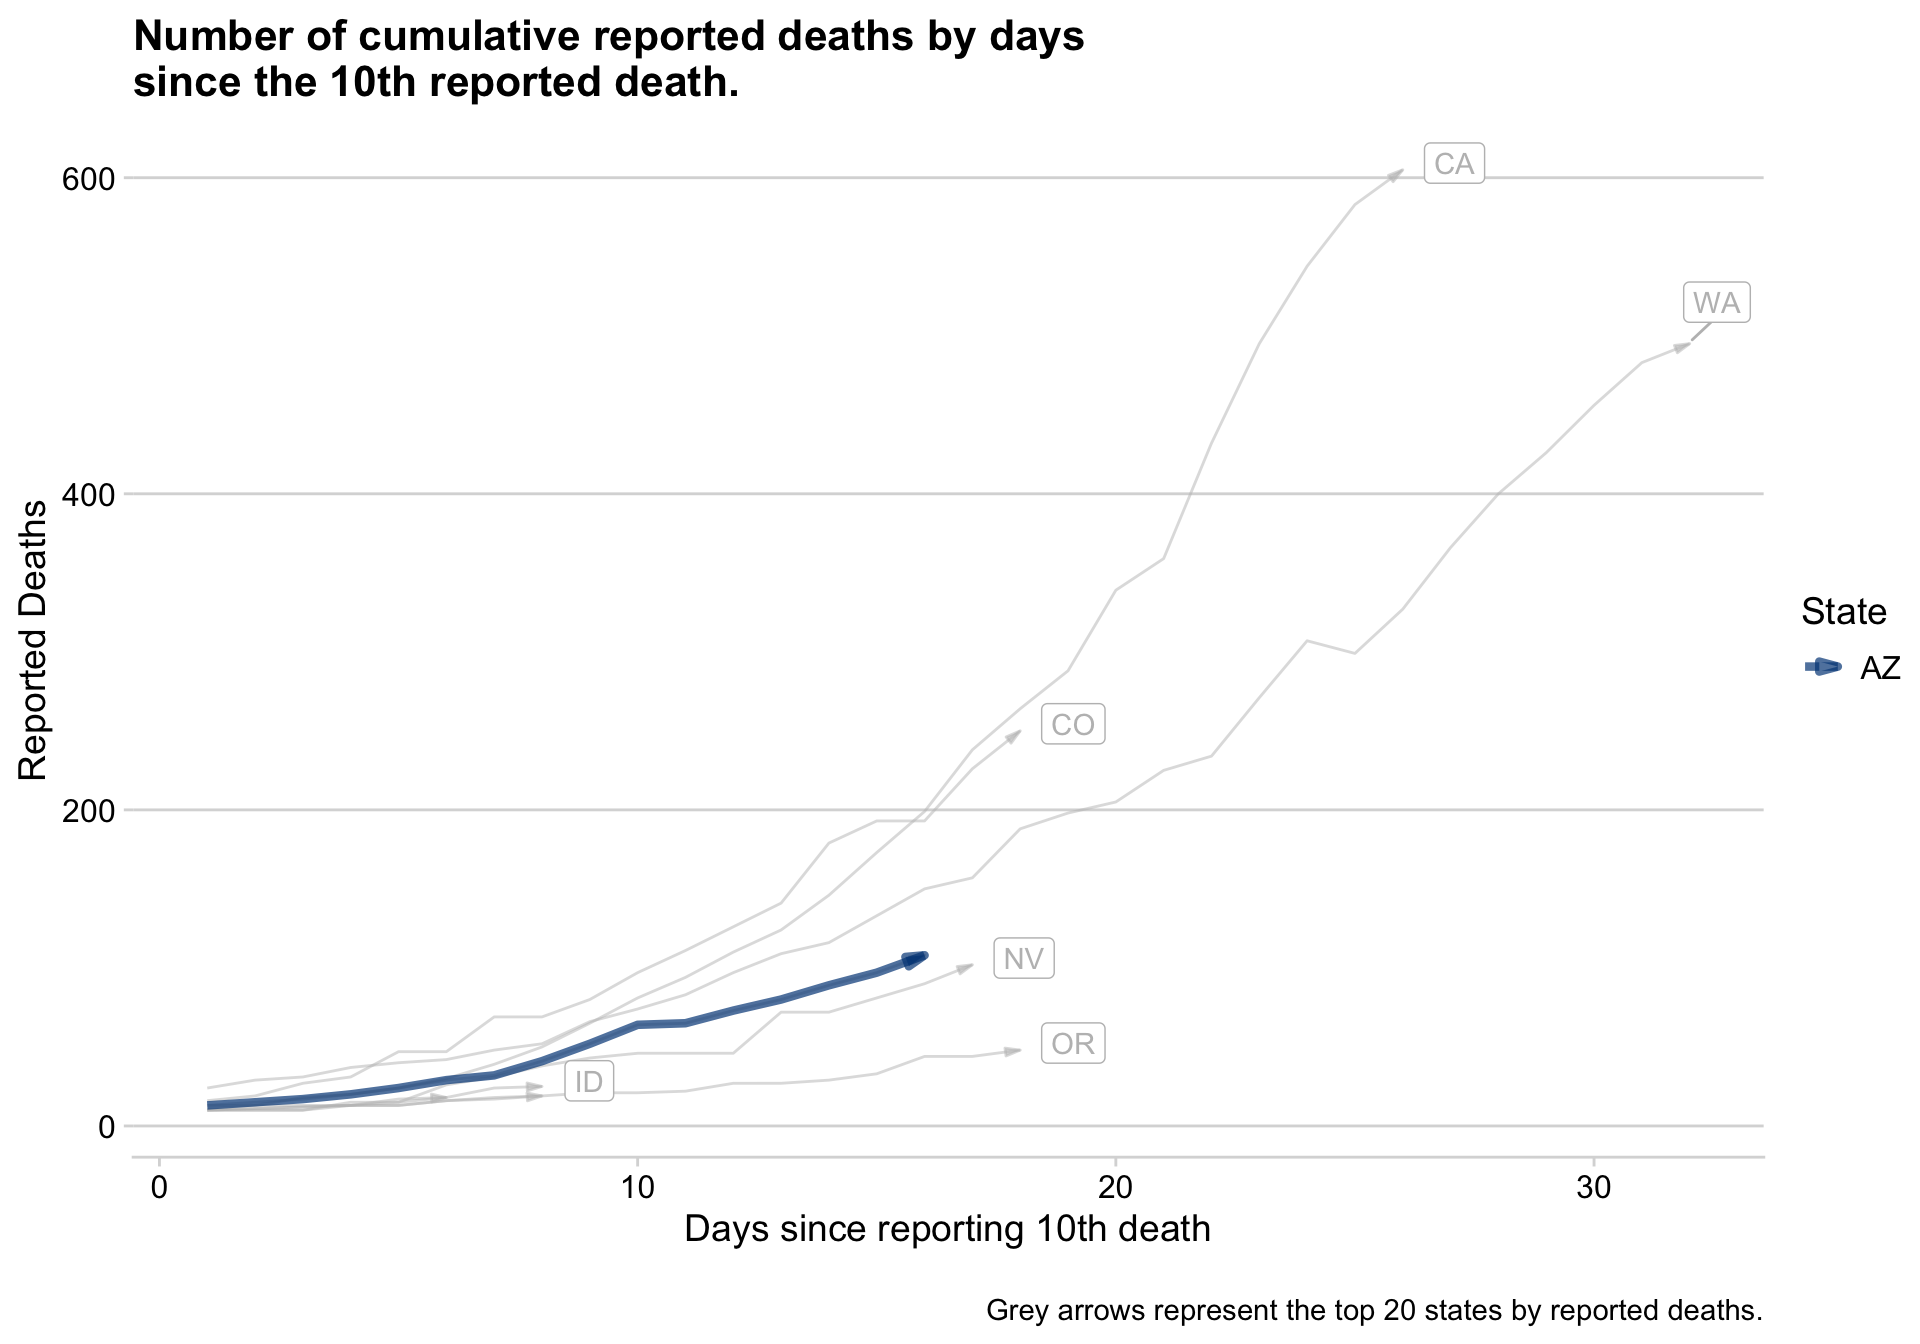 Number of cumulative reported deaths by days
since the 10th reported death.
600
400
200
0
Reported Deaths
CA
WA
CO
NV
OR
ID
State
AZ
0 10 20 30
Days since reporting 10th death
Grey arrows represent the top 20 states by reported deaths.